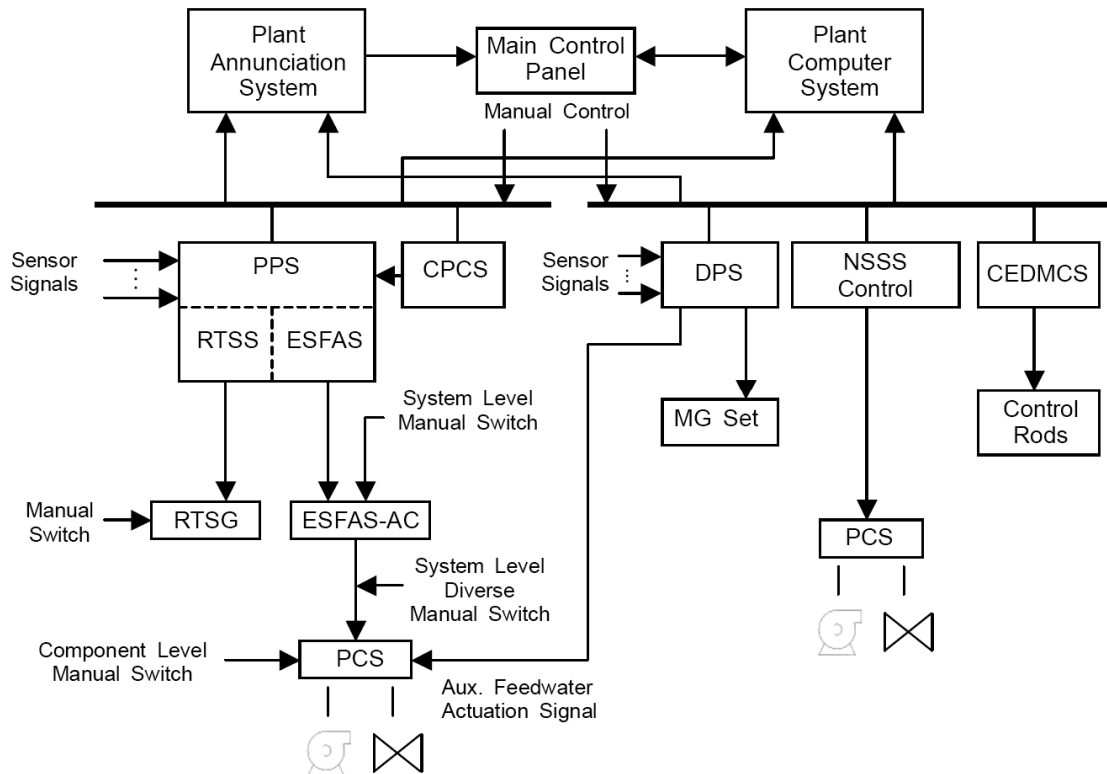 Plant
Annunciation
System
Main Control
Panel
Plant
Computer
System
Manual Control
Sensor
Signals
PPS
CPCS
RTSS
ESFAS
Sensor
Signals
DPS
NSSS
Control
CEDMCS
System Level
Manual Switch
MG Set
Control
Rods
Manual
Switch
RTSG
ESFAS-AC
PCS
System Level
Diverse
Manual Switch
Component Level
Manual Switch
PCS
Aux. Feedwater
Actuation Signal